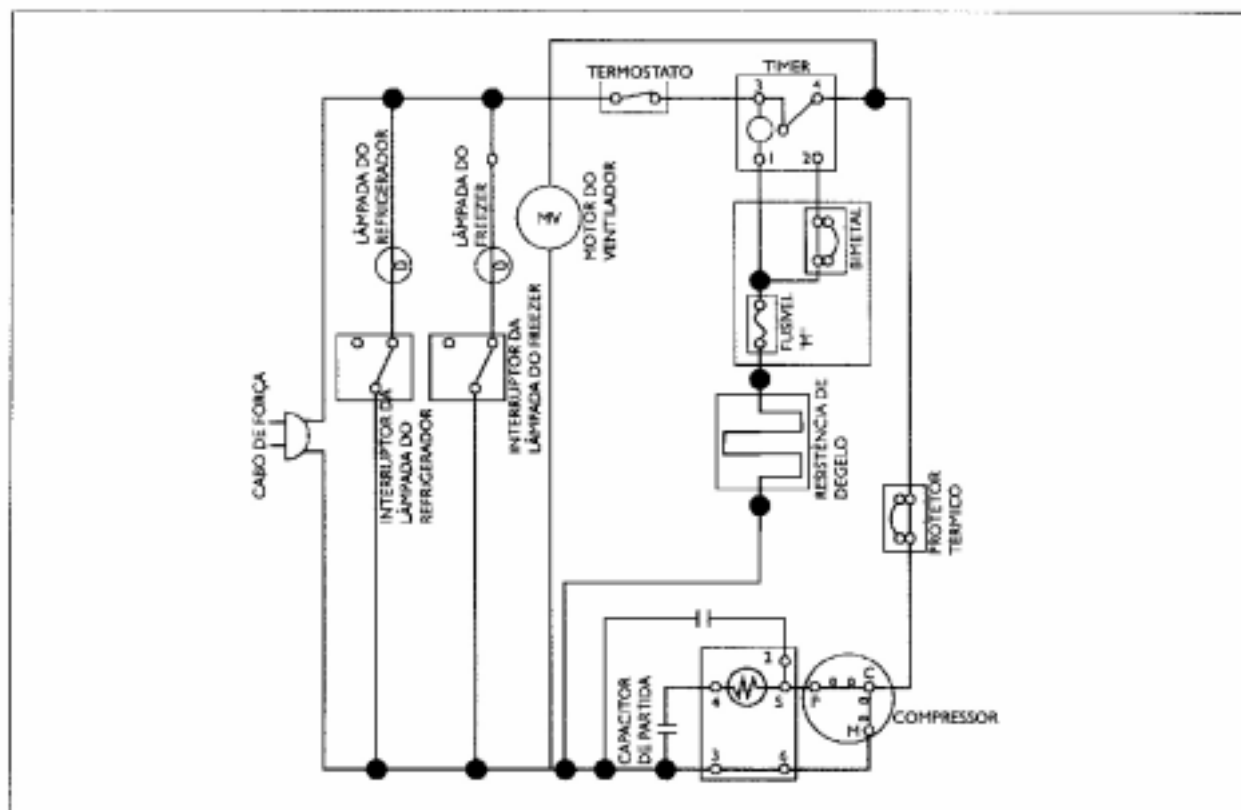 TERMOSTATO
TIMER
3
4
1
2
LÂMPADA DO
REFRIGERADOR
LÂMPADA DO
FREEZER
MV
MOTOR DO
VENTILADOR
BIMETAL
FUSIVEL
"H"
CABO DE FORÇA
INTERRUPTOR DA
LÂMPADA DO
REFRIGERADOR
INTERRUPTOR DA
LÂMPADA DO FREEZER
RESISTÊNCIA DE
DEGELO
PROTETOR
TERMICO
CAPACITOR
DE PARTIDA
1
4
5
P
C
M
3
6
COMPRESSOR